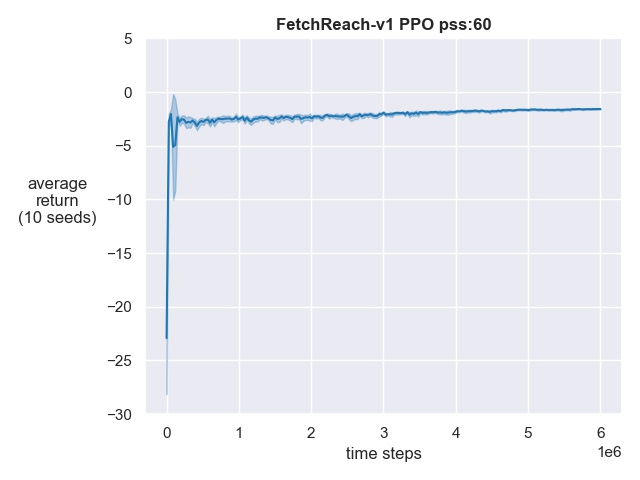 FetchReach-v1 PPO pss:60
5
0
−5
−10
−15
−20
−25
−30
average
return
(10 seeds)
0 1 2 3 4 5 6
1e6
time steps